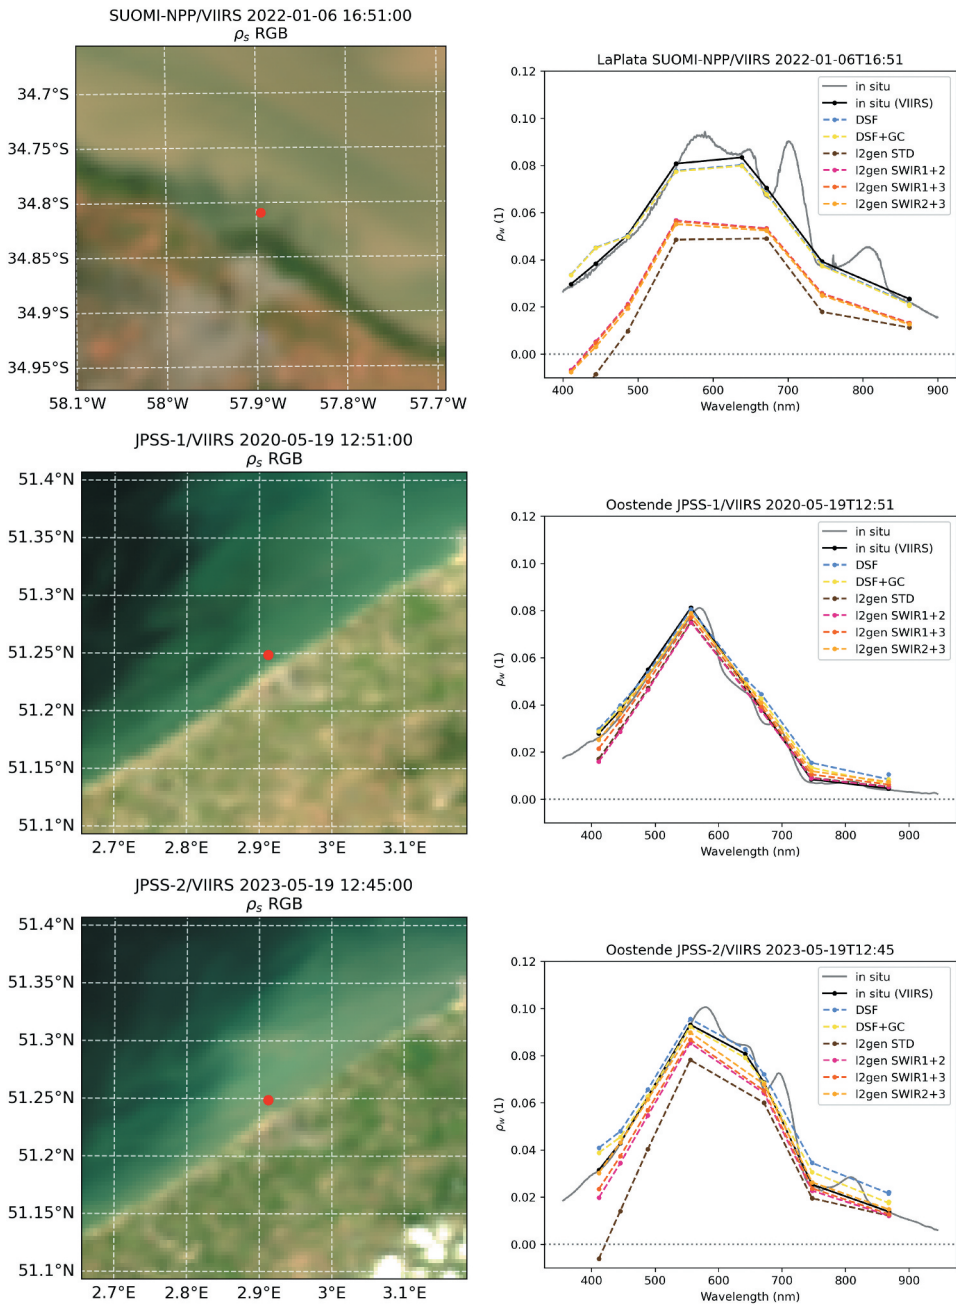 SUOMI-NPP/VIIRS 2022-01-06 16:51:00
ρs RGB
34.7°S
34.75°S
34.8°S
34.85°S
34.9°S
34.95°S
58.1°W 58°W 57.9°W 57.8°W 57.7°W
LaPlata SUOMI-NPP/VIIRS 2022-01-06T16:51
0.12
0.10
0.08
0.06
0.04
0.02
0.00
ρw (1)
in situ
in situ (VIIRS)
DSF
DSF+GC
l2gen STD
l2gen SWIR1+2
l2gen SWIR1+3
l2gen SWIR2+3
400 500 600 700 800 900
Wavelength (nm)
JPSS-1/VIIRS 2020-05-19 12:51:00
ρs RGB
51.4°N
51.35°N
51.3°N
51.25°N
51.2°N
51.15°N
51.1°N
2.7°E 2.8°E 2.9°E 3°E 3.1°E
Oostende JPSS-1/VIIRS 2020-05-19T12:51
0.12
0.10
0.08
0.06
0.04
0.02
0.00
ρw (1)
in situ
in situ (VIIRS)
DSF
DSF+GC
l2gen STD
l2gen SWIR1+2
l2gen SWIR1+3
l2gen SWIR2+3
400 500 600 700 800 900
Wavelength (nm)
JPSS-2/VIIRS 2023-05-19 12:45:00
ρs RGB
51.4°N
51.35°N
51.3°N
51.25°N
51.2°N
51.15°N
51.1°N
2.7°E 2.8°E 2.9°E 3°E 3.1°E
Oostende JPSS-2/VIIRS 2023-05-19T12:45
0.12
0.10
0.08
0.06
0.04
0.02
0.00
ρw (1)
in situ
in situ (VIIRS)
DSF
DSF+GC
l2gen STD
l2gen SWIR1+2
l2gen SWIR1+3
l2gen SWIR2+3
400 500 600 700 800 900
Wavelength (nm)